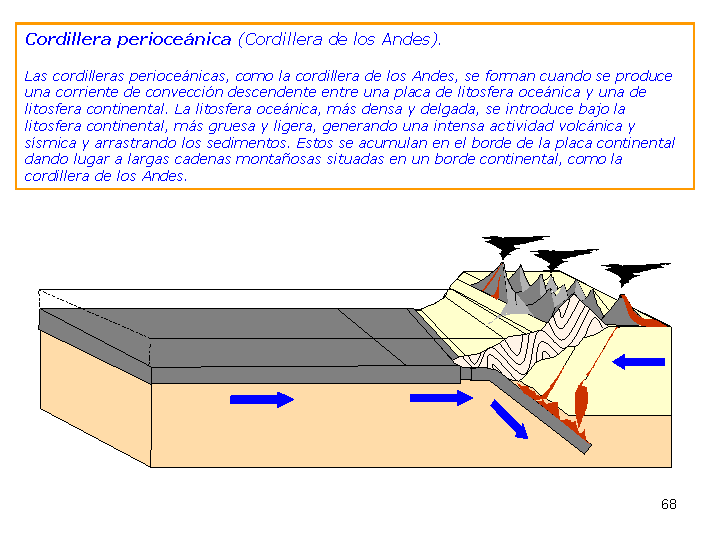 Cordillera perioceánica (Cordillera de los Andes).
Las cordilleras perioceánicas, como la cordillera de los Andes, se forman cuando se produce
una corriente de convección descendente entre una placa de litosfera oceánica y una de
litosfera continental. La litosfera oceánica, más densa y delgada, se introduce bajo la
litosfera continental, más gruesa y ligera, generando una intensa actividad volcánica y
sísmica y arrastrando los sedimentos. Estos se acumulan en el borde de la placa continental
dando lugar a largas cadenas montañosas situadas en un borde continental, como la
cordillera de los Andes.
68